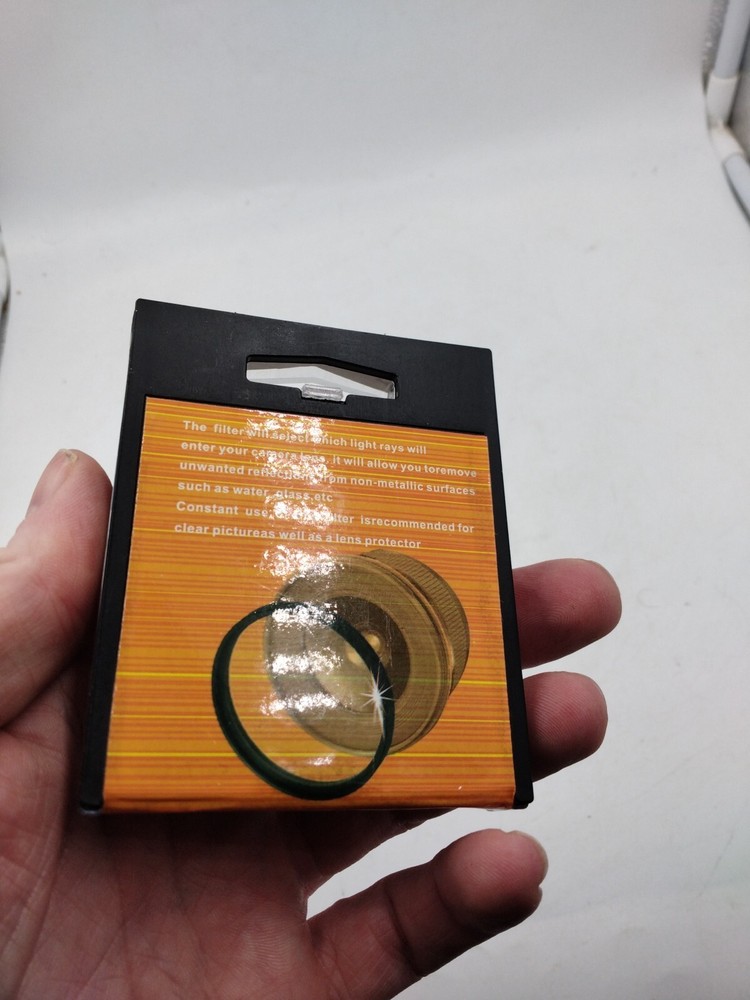 The filter will select which light rays will
enter your camera lens, it will allow you toremove
unwanted reflections from non-metallic surfaces
such as water, glass,etc
Constant use filter isrecommended for
clear pictureas well as a lens protector